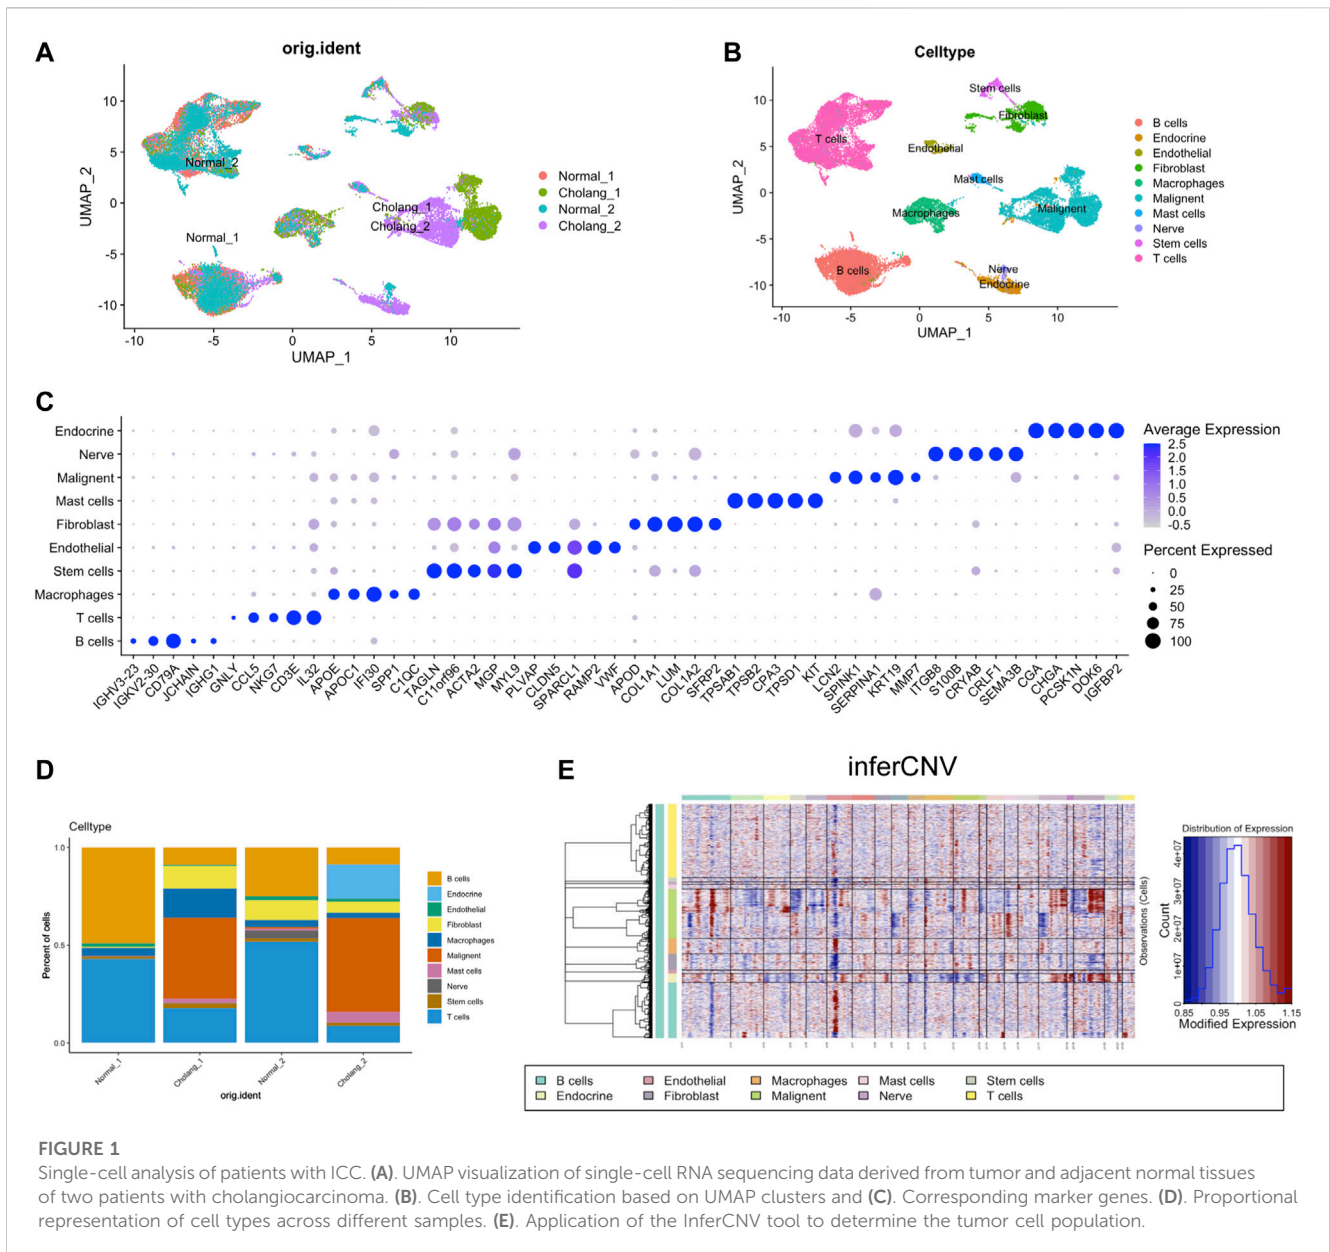 A
orig.ident
10
5
0
-5
-10
UMAP_2
-10
-5
0
5
10
UMAP_1
Normal_2
Cholang_1
Cholang_2
Normal_1
Normal_1
Cholang_1
Normal_2
Cholang_2
B
Celltype
10
5
0
-5
-10
UMAP_2
-10
-5
0
5
10
UMAP_1
Stem cells
Fibroblast
T cells
Endothelial
Mast cells
Macrophages
Malignent
B cells
Nerve
Endocrine
B cells
Endocrine
Endothelial
Fibroblast
Macrophages
Malignent
Mast cells
Nerve
Stem cells
T cells
C
Endocrine
Nerve
Malignent
Mast cells
Fibroblast
Endothelial
Stem cells
Macrophages
T cells
B cells
IGHV3-23
IGKV2-30
CD79A
JCHAIN
IGHG1
GNLY
CCL5
NKG7
CD3E
IL32
APOE
APOC1
IFI30
SPP1
C1QC
TAGLN
C11orf96
ACTA2
MGP
MYL9
PLVAP
CLDN5
SPARCL1
RAMP2
VWF
APOD
COL1A1
LUM
COL1A2
SFRP2
TPSAB1
TPSB2
CPA3
TPSD1
KIT
LCN2
SPINK1
SERPINA1
KRT19
MMP7
ITGB8
S100B
CRYAB
CRLF1
SEMA3B
CGA
CHGA
PCSK1N
DOK6
IGFBP2
Average Expression
2.5
2.0
1.5
1.0
0.5
0.0
-0.5
Percent Expressed
0
25
50
75
100
D
Celltype
1.0
0.5
0.0
Percent of cells
Normal_1
Cholang_1
Normal_2
Cholang_2
orig.ident
B cells
Endocrine
Endothelial
Fibroblast
Macrophages
Malignent
Mast cells
Nerve
Stem cells
T cells
E
inferCNV
Observations (Cells)
Distribution of Expression
Count
0
1e+07
2e+07
3e+07
4e+07
0.85
0.95
1.05
1.15
Modified Expression
B cells
Endothelial
Macrophages
Mast cells
Stem cells
Endocrine
Fibroblast
Malignent
Nerve
T cells
FIGURE 1
Single-cell analysis of patients with ICC. (A). UMAP visualization of single-cell RNA sequencing data derived from tumor and adjacent normal tissues
of two patients with cholangiocarcinoma. (B). Cell type identification based on UMAP clusters and (C). Corresponding marker genes. (D). Proportional
representation of cell types across different samples. (E). Application of the InferCNV tool to determine the tumor cell population.